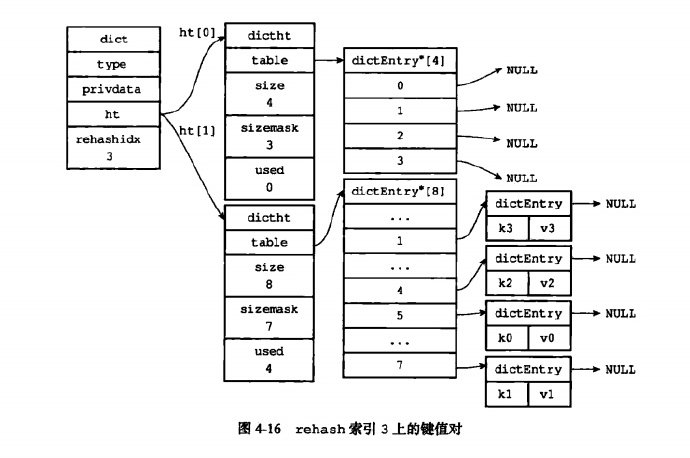 dict
type
privdata
ht
rehashidx
3
ht[0]
ht[1]
dictht
table
size
4
sizemask
3
used
0
dictht
table
size
8
sizemask
7
used
4
dictEntry*[4]
0
1
2
3
NULL
NULL
NULL
NULL
dictEntry*[8]
...
1
...
4
5
...
7
dictEntry
k3 v3
NULL
dictEntry
k2 v2
NULL
dictEntry
k0 v0
NULL
dictEntry
k1 v1
NULL
图 4-16 rehash 索引 3 上的键值对